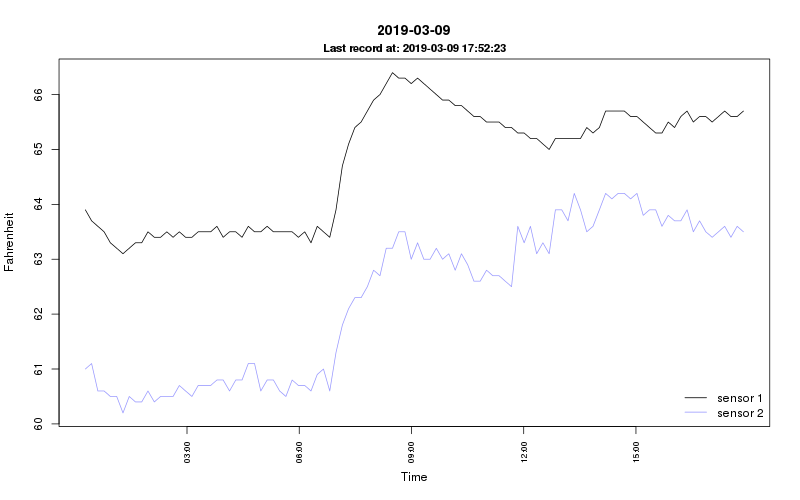 2019-03-09
Last record at: 2019-03-09 17:52:23
Fahrenheit
66
65
64
63
62
61
60
sensor 1
sensor 2
03:00
06:00
09:00
12:00
15:00
Time